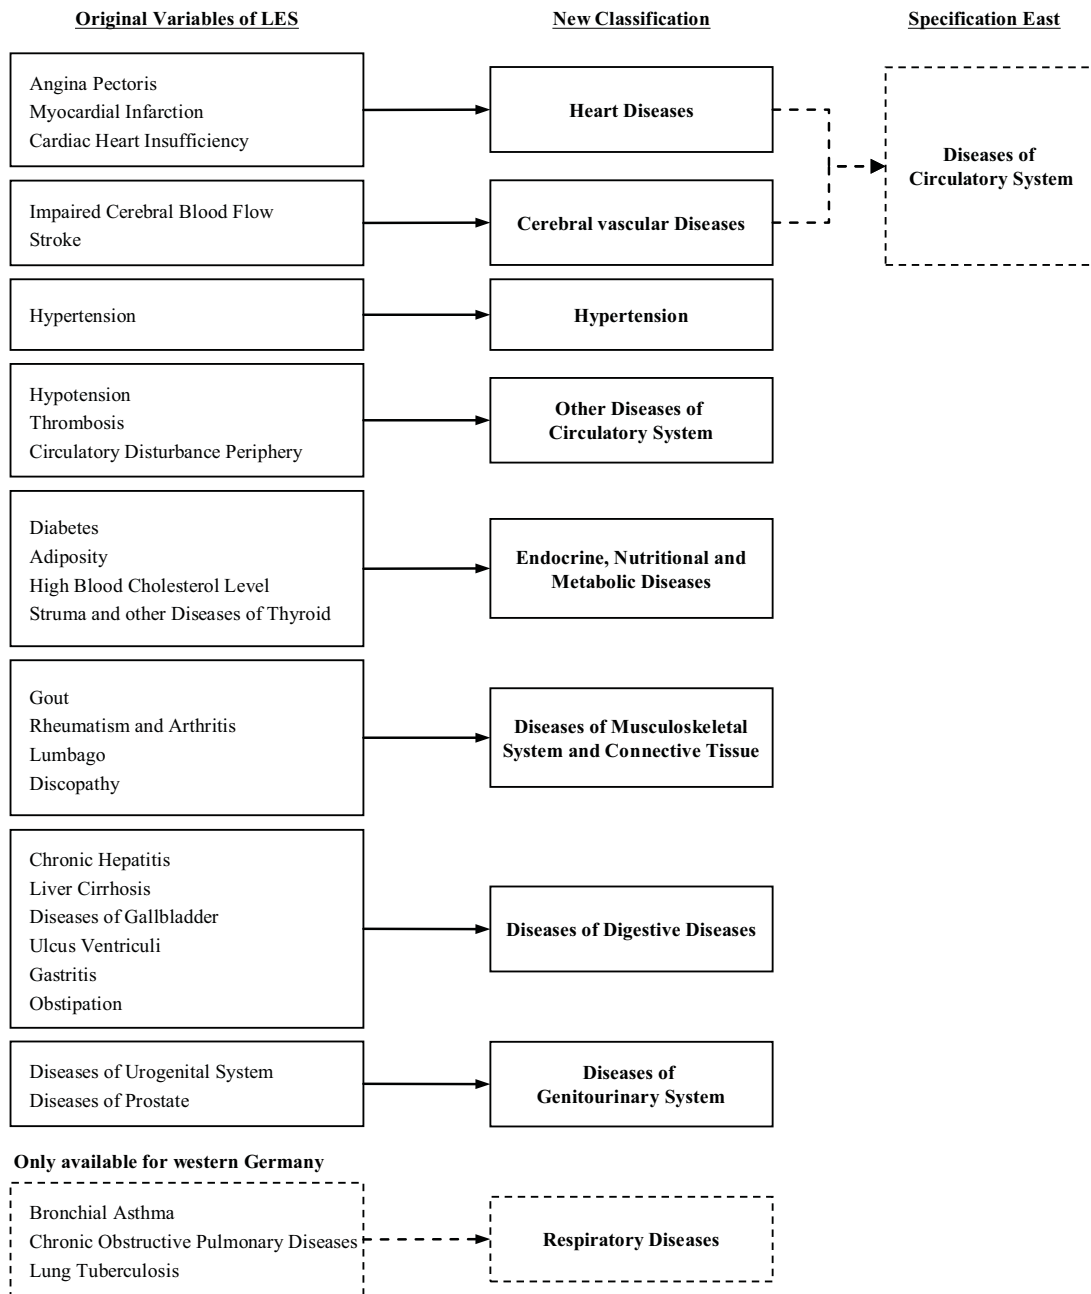 Original Variables of LES
New Classification
Specification East
Angina Pectoris
Myocardial Infarction
Cardiac Heart Insufficiency
Heart Diseases
Diseases of
Circulatory System
Impaired Cerebral Blood Flow
Stroke
Cerebral vascular Diseases
Hypertension
Hypertension
Hypotension
Thrombosis
Circulatory Disturbance Periphery
Other Diseases of
Circulatory System
Diabetes
Adiposity
High Blood Cholesterol Level
Struma and other Diseases of Thyroid
Endocrine, Nutritional and
Metabolic Diseases
Gout
Rheumatism and Arthritis
Lumbago
Discopathy
Diseases of Musculoskeletal
System and Connective Tissue
Chronic Hepatitis
Liver Cirrhosis
Diseases of Gallbladder
Ulcus Ventriculi
Gastritis
Obstipation
Diseases of Digestive Diseases
Diseases of Urogenital System
Diseases of Prostate
Diseases of
Genitourinary System
Only available for western Germany
Bronchial Asthma
Chronic Obstructive Pulmonary Diseases
Lung Tuberculosis
Respiratory Diseases